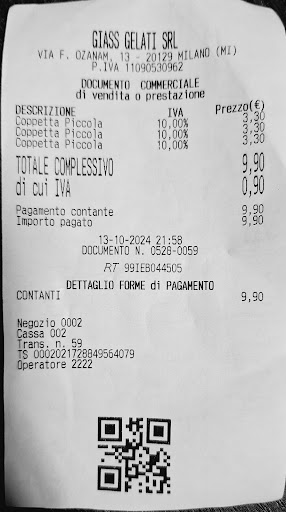 GIASS GELATI SRL
VIA F. OZANAM, 13 - 20129 MILANO (MI)
P.IVA 11090530962
DOCUMENTO COMMERCIALE
di vendita o prestazione
DESCRIZIONE IVA Prezzo(€)
Coppetta Piccola 10,00% 3,30
Coppetta Piccola 10,00% 3,30
Coppetta Piccola 10,00% 3,30
TOTALE COMPLESSIVO 9,90
di cui IVA 0,90
Pagamento contante 9,90
Importo pagato 9,90
13-10-2024 21:58
DOCUMENTO N. 0528-0059
RT 99IEB044505
DETTAGLIO FORME di PAGAMENTO
CONTANTI 9,90
Negozio 0002
Cassa 002
Trans. n. 59
TS 0002021728849564079
Operatore 2222